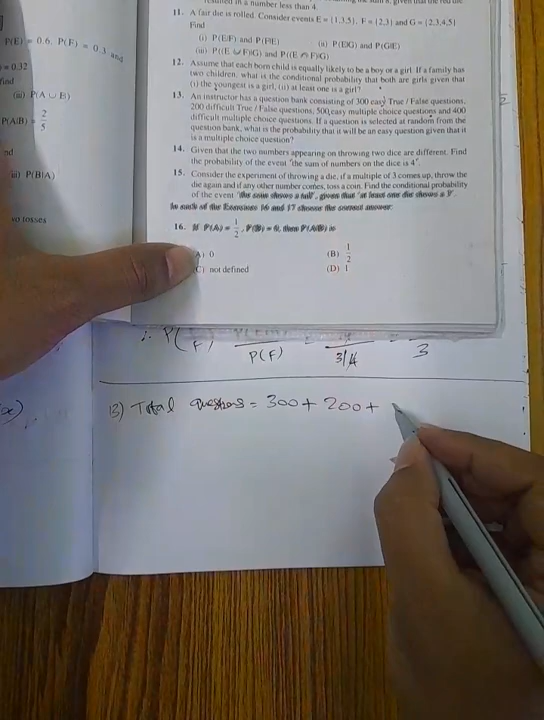 P(E) = 0.6, P(F) = 0.3 and
= 0.32
find
(iii) P(A ∪ B)
P(A|B) = 2/5
nd
iii) P(B|A)
vo tosses
in a number less than 4.
11. A fair die is rolled. Consider events E = {1,3,5}, F = {2,3} and G = {2,3,4,5}
Find
(i) P(E|F) and P(F|E) (ii) P(E|G) and P(G|E)
(iii) P((E ∪ F)|G) and P((E ∩ F)|G)
12. Assume that each born child is equally likely to be a boy or a girl. If a family has
two children, what is the conditional probability that both are girls given that
(i) the youngest is a girl, (ii) at least one is a girl?
13. An instructor has a question bank consisting of 300 easy True / False questions,
200 difficult True / False questions, 500 easy multiple choice questions and 400
difficult multiple choice questions. If a question is selected at random from the
question bank, what is the probability that it will be an easy question given that it
is a multiple choice question?
14. Given that the two numbers appearing on throwing two dice are different. Find
the probability of the event 'the sum of numbers on the dice is 4'.
15. Consider the experiment of throwing a die, if a multiple of 3 comes up, throw the
die again and if any other number comes, toss a coin. Find the conditional probability
of the event 'the coin shows a tail', given that 'at least one die shows a 3'.
In each of the Exercises 16 and 17 choose the correct answer:
16. If P(A) = 1/2, P(B) = 0, then P(A|B) is
A) 0 (B) 1/2
C) not defined (D) 1
∴ P(/F) P(F) 3/4 3
13) Total questions = 300 + 200 +